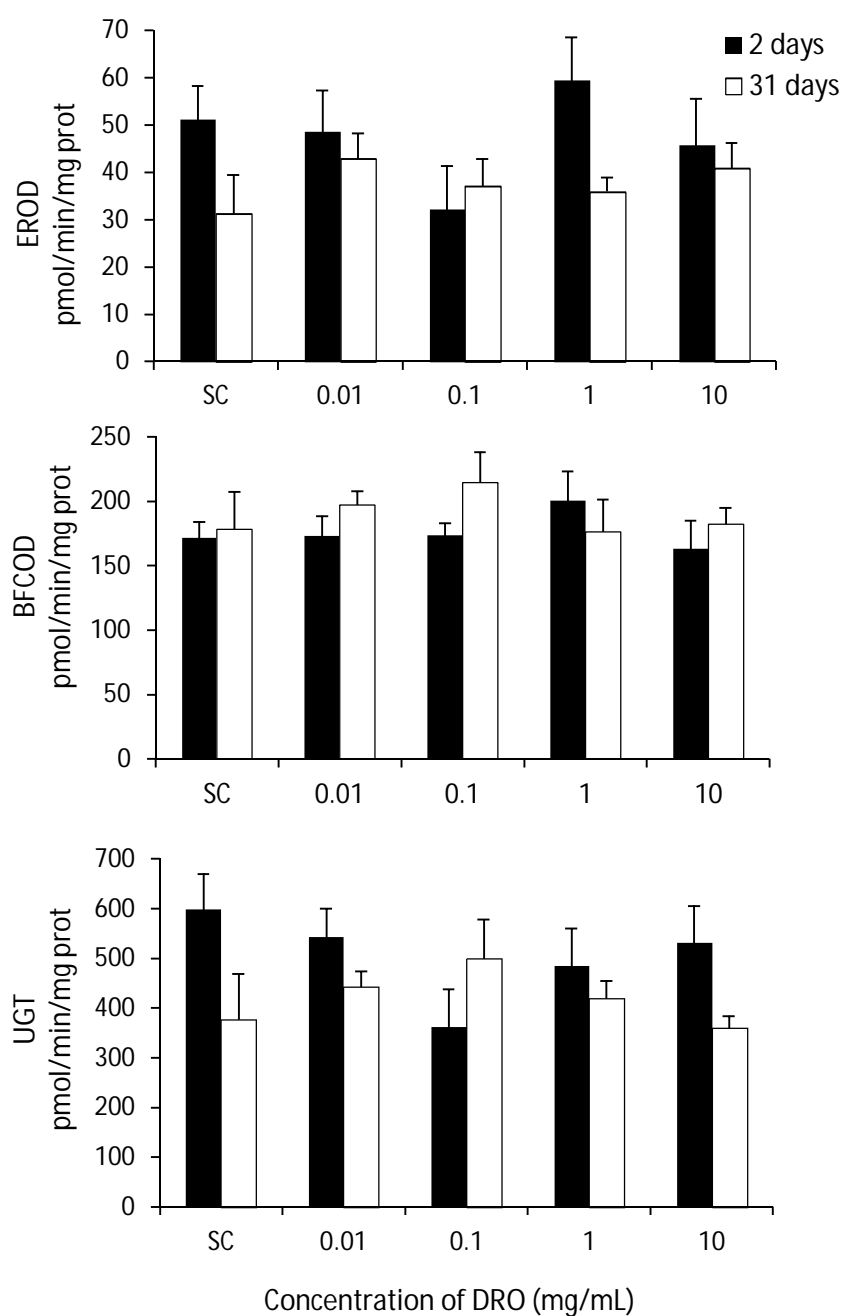 70
60
50
40
30
20
10
0
EROD
pmol/min/mg prot
2 days
31 days
SC 0.01 0.1 1 10
250
200
150
100
50
0
BFCOD
pmol/min/mg prot
SC 0.01 0.1 1 10
700
600
500
400
300
200
100
0
UGT
pmol/min/mg prot
SC 0.01 0.1 1 10
Concentration of DRO (mg/mL)